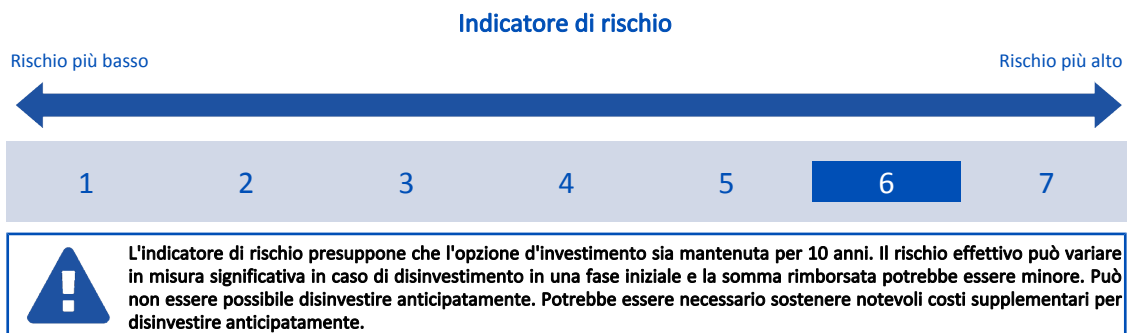 Indicatore di rischio
Rischio più basso
Rischio più alto
1 2 3 4 5 6 7
L'indicatore di rischio presuppone che l'opzione d'investimento sia mantenuta per 10 anni. Il rischio effettivo può variare
in misura significativa in caso di disinvestimento in una fase iniziale e la somma rimborsata potrebbe essere minore. Può
non essere possibile disinvestire anticipatamente. Potrebbe essere necessario sostenere notevoli costi supplementari per
disinvestire anticipatamente.